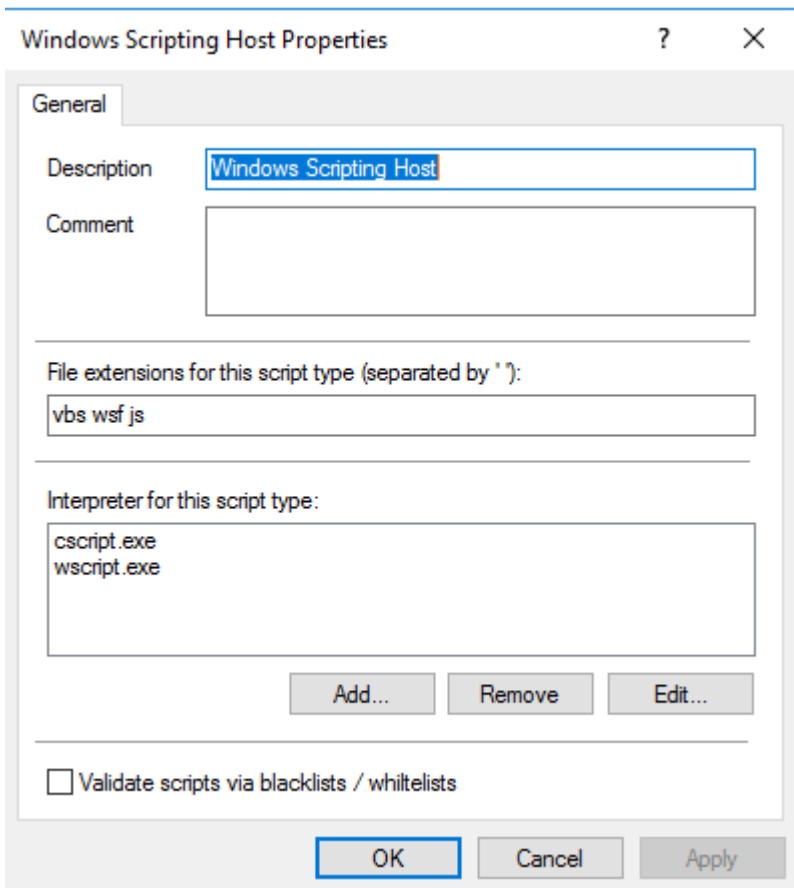 Windows Scripting Host Properties ? ×
General
Description Windows Scripting Host
Comment
File extensions for this script type (separated by ' '):
vbs wsf js
Interpreter for this script type:
cscript.exe
wscript.exe
Add... Remove Edit...
Validate scripts via blacklists / whiltelists
OK Cancel Apply